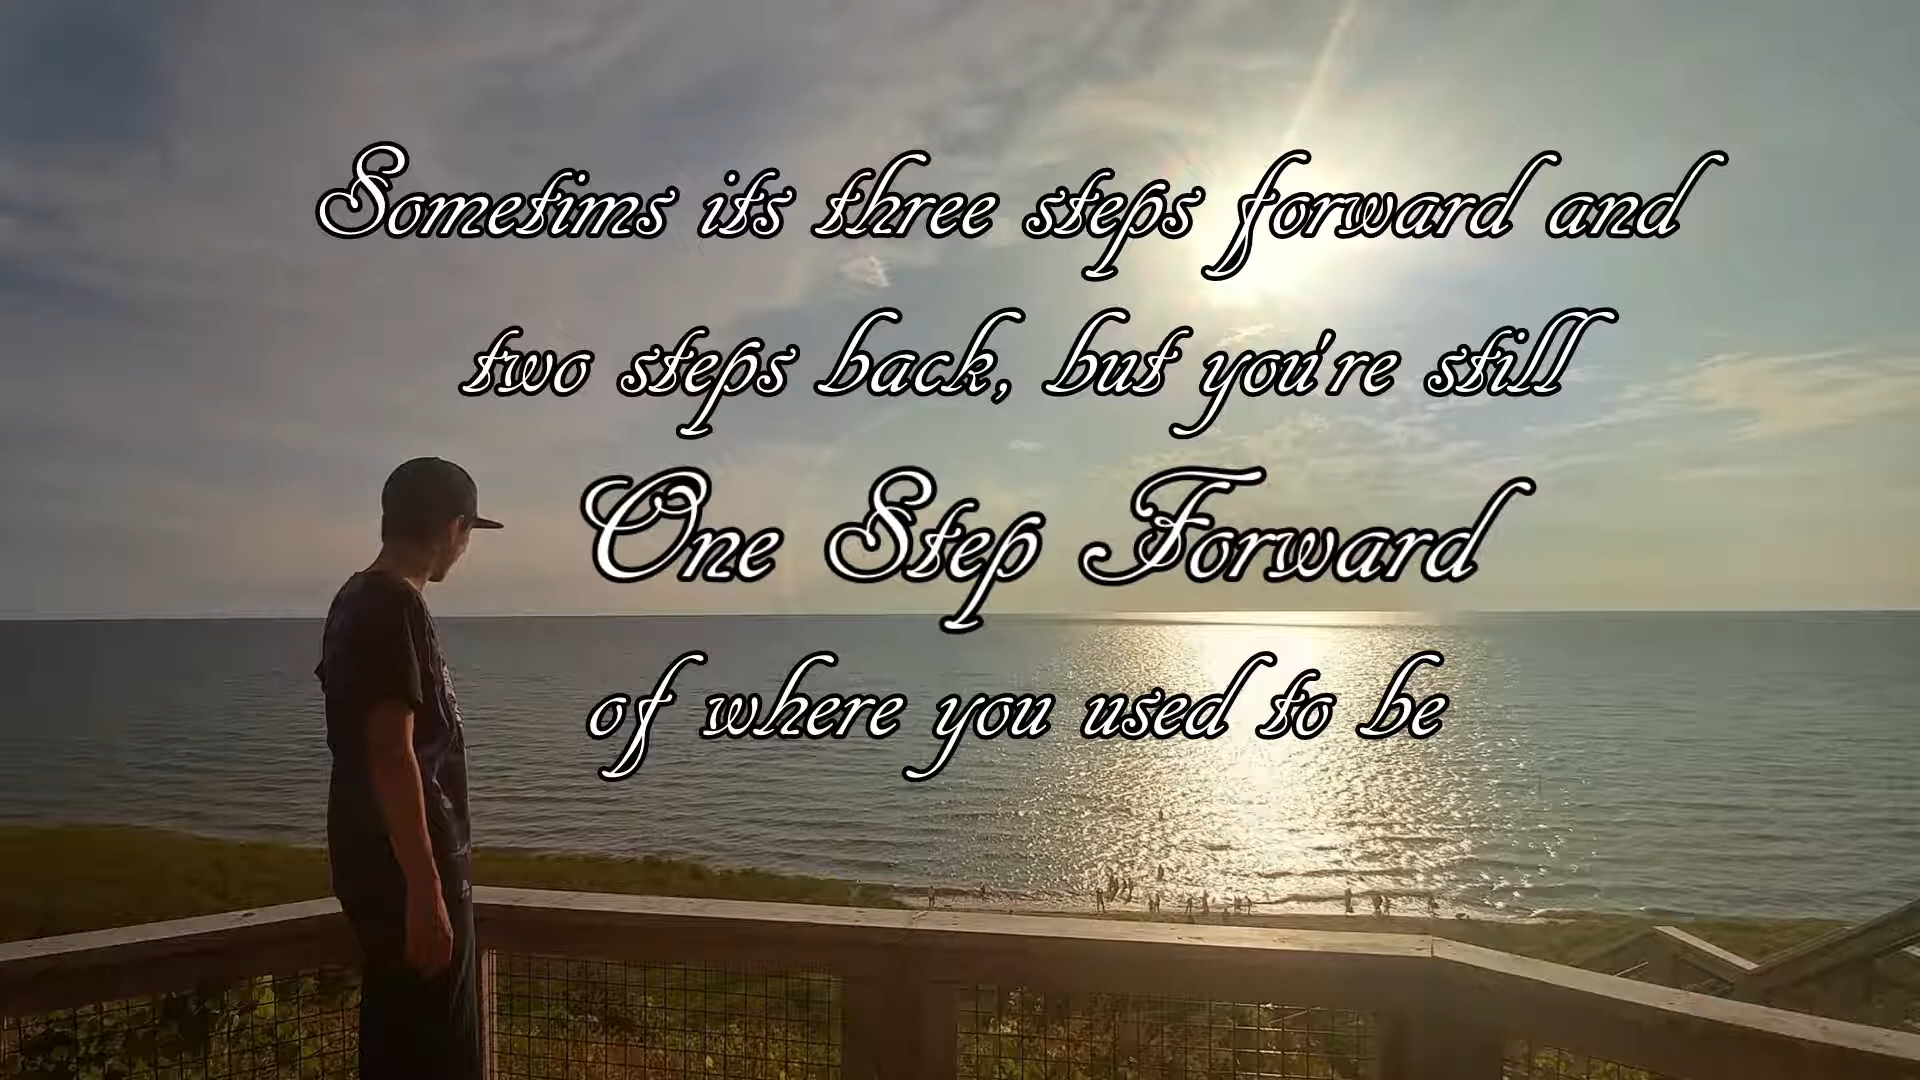 Sometims its three steps forward and
two steps back, but you're still
One Step Forward
of where you used to be